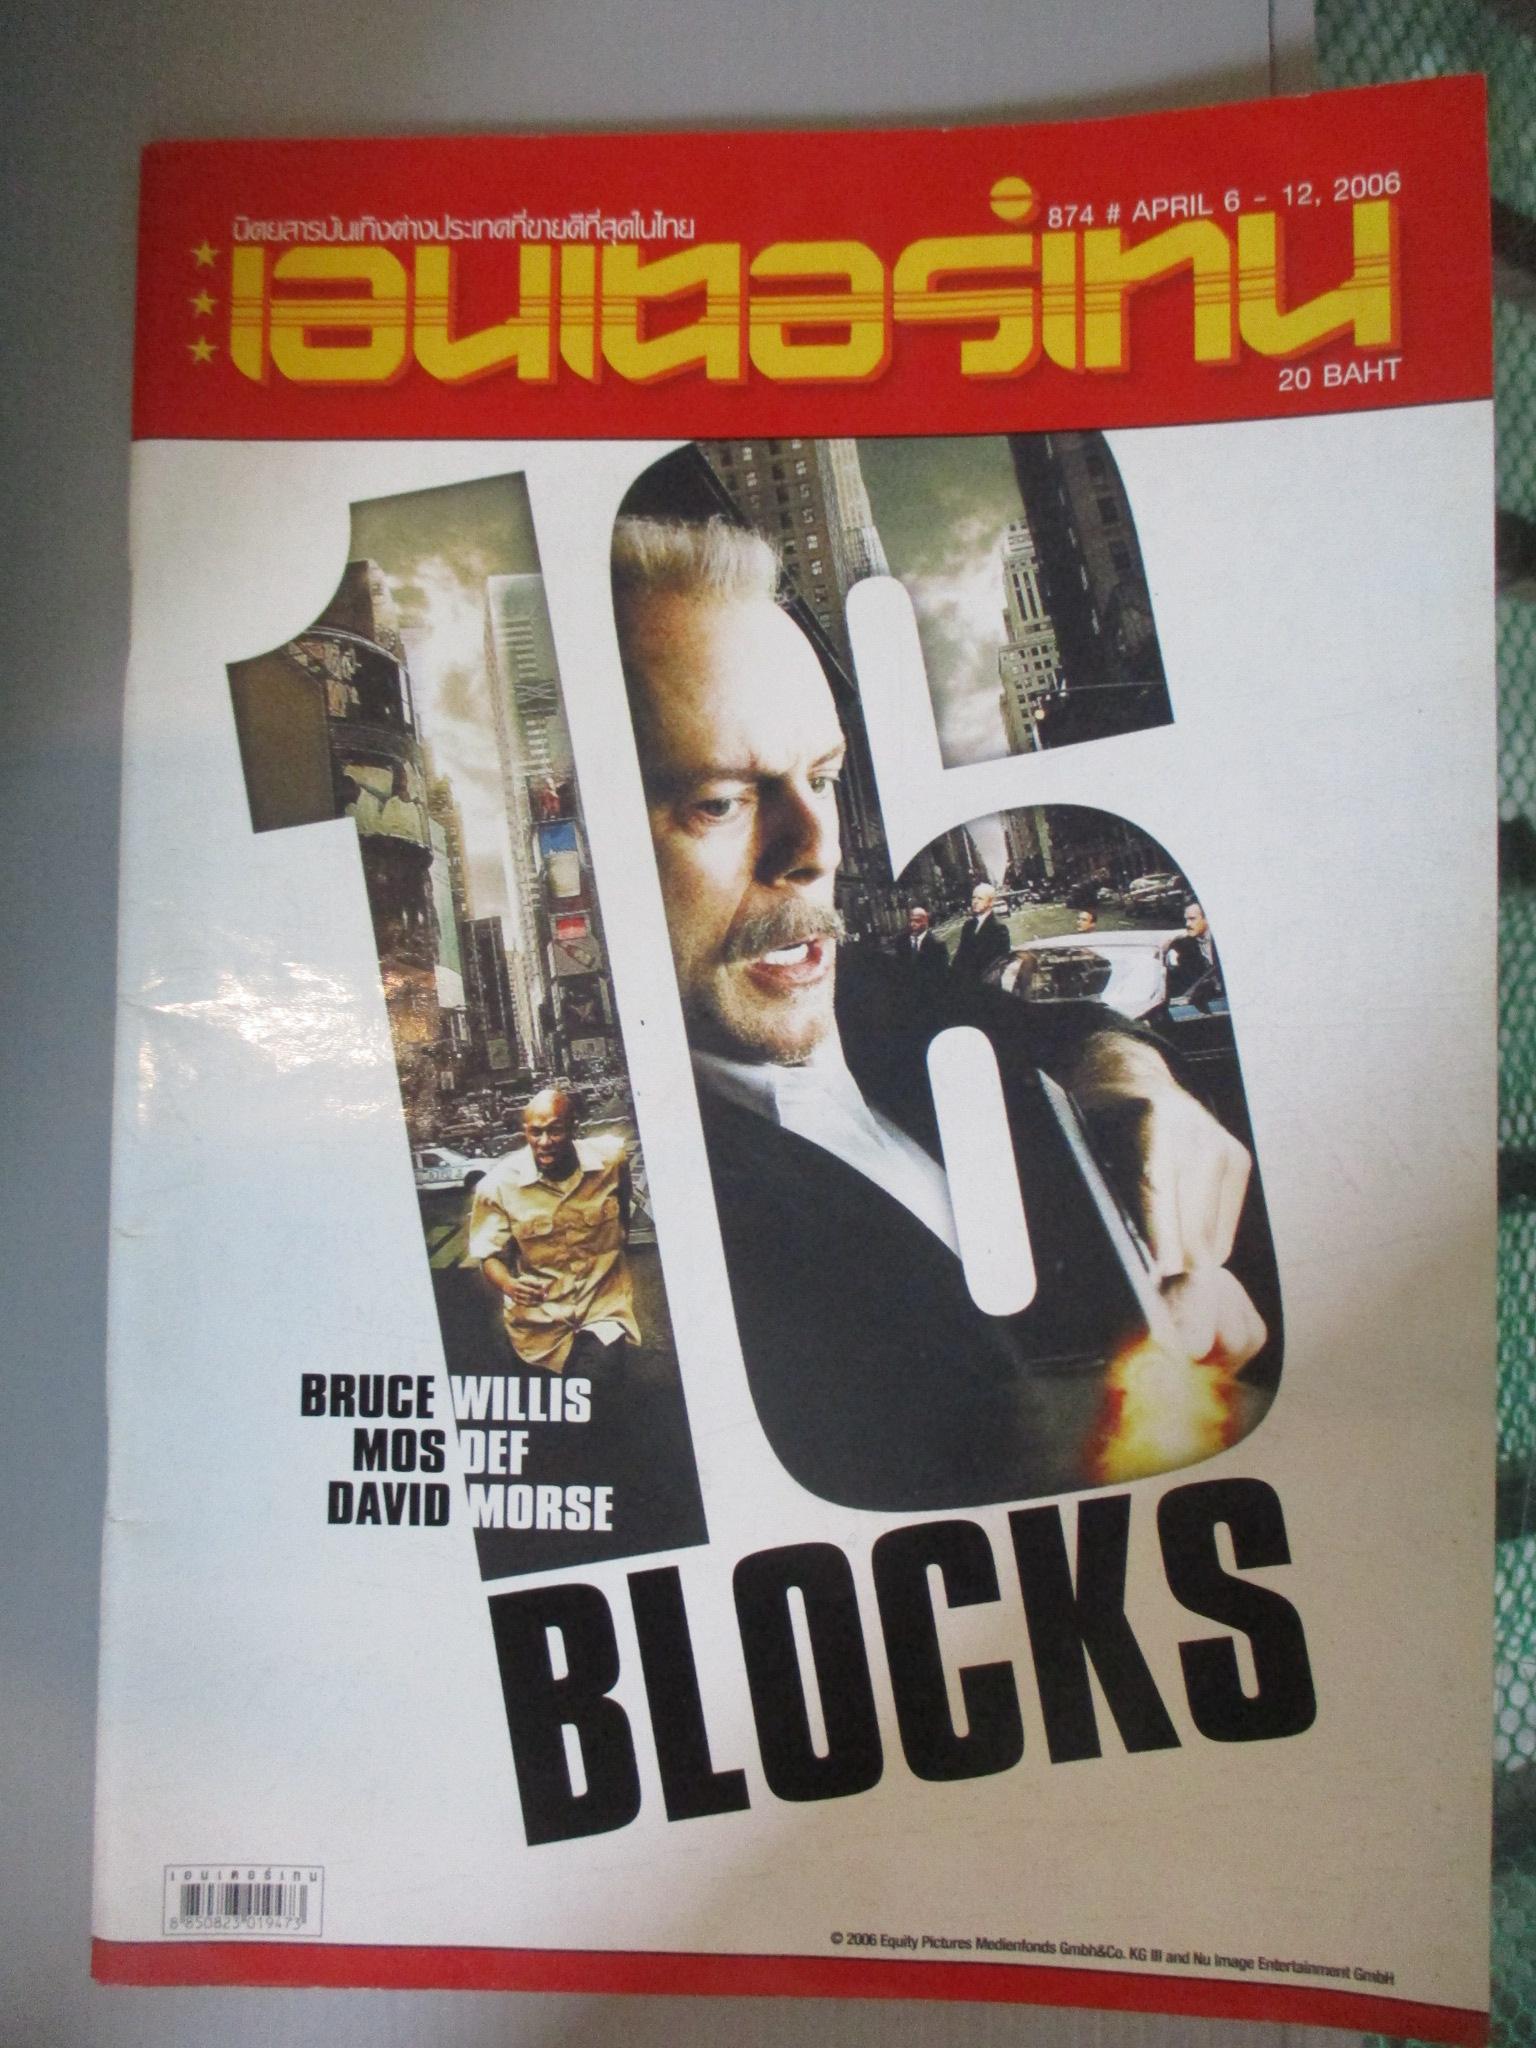 874 # APRIL 6 - 12, 2006
นิตยสารบันเทิงต่างประเทศที่ขายดีที่สุดในไทย
เอนเตอร์เทน
20 BAHT
16
BRUCE WILLIS
MOS DEF
DAVID MORSE
BLOCKS
เอนเตอร์เทน
8 850823 019473
© 2006 Equity Pictures Medienfonds GmbH&Co. KG III and Nu Image Entertainment GmbH